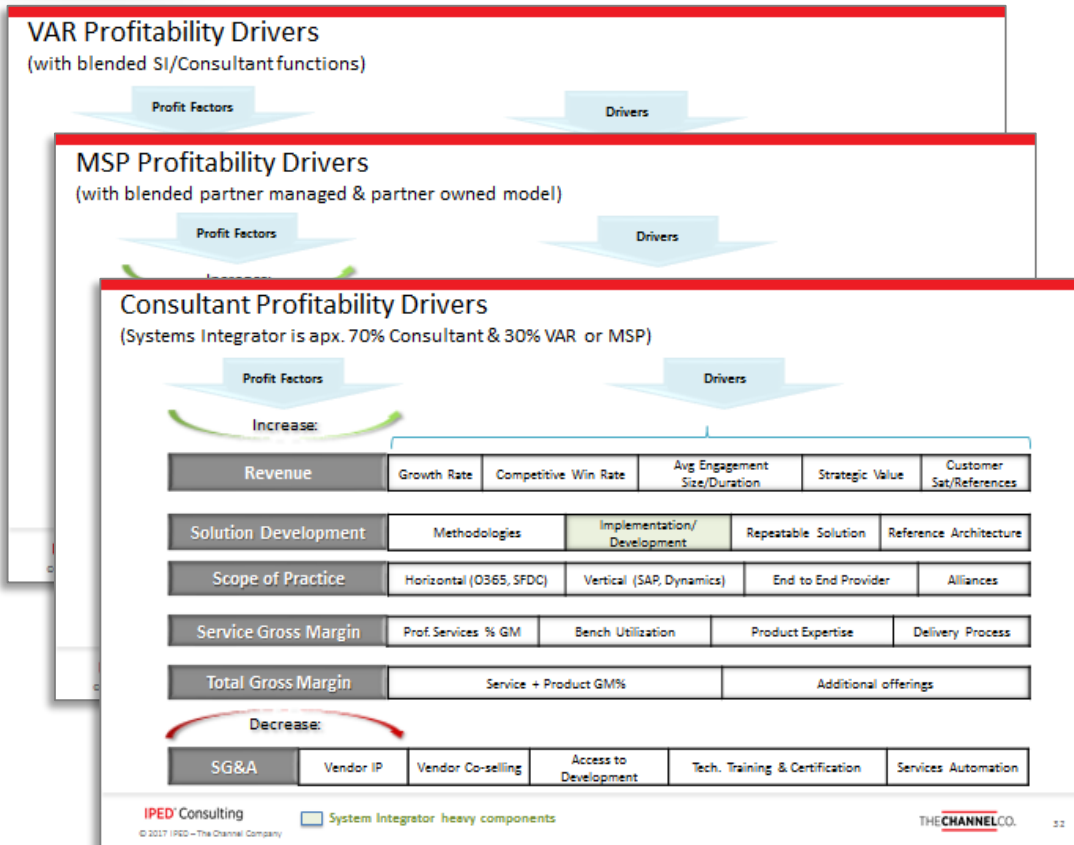 VAR Profitability Drivers
(with blended SI/Consultant functions)
Profit Factors
Drivers
MSP Profitability Drivers
(with blended partner managed & partner owned model)
Profit Factors
Drivers
Consultant Profitability Drivers
(Systems Integrator is apx. 70% Consultant & 30% VAR or MSP)
Profit Factors
Drivers
Increase:
Revenue
Growth Rate
Competitive Win Rate
Avg Engagement
Size/Duration
Strategic Value
Customer
Sat/References
Solution Development
Methodologies
Implementation/
Development
Repeatable Solution
Reference Architecture
Scope of Practice
Horizontal (O365, SFDC)
Vertical (SAP, Dynamics)
End to End Provider
Alliances
Service Gross Margin
Prof. Services % GM
Bench Utilization
Product Expertise
Delivery Process
Total Gross Margin
Service + Product GM%
Additional offerings
Decrease:
SG&A
Vendor IP
Vendor Co-selling
Access to
Development
Tech. Training & Certification
Services Automation
IPED® Consulting
System Integrator heavy components
© 2017 IPED – The Channel Company
THECHANNELCO.
52